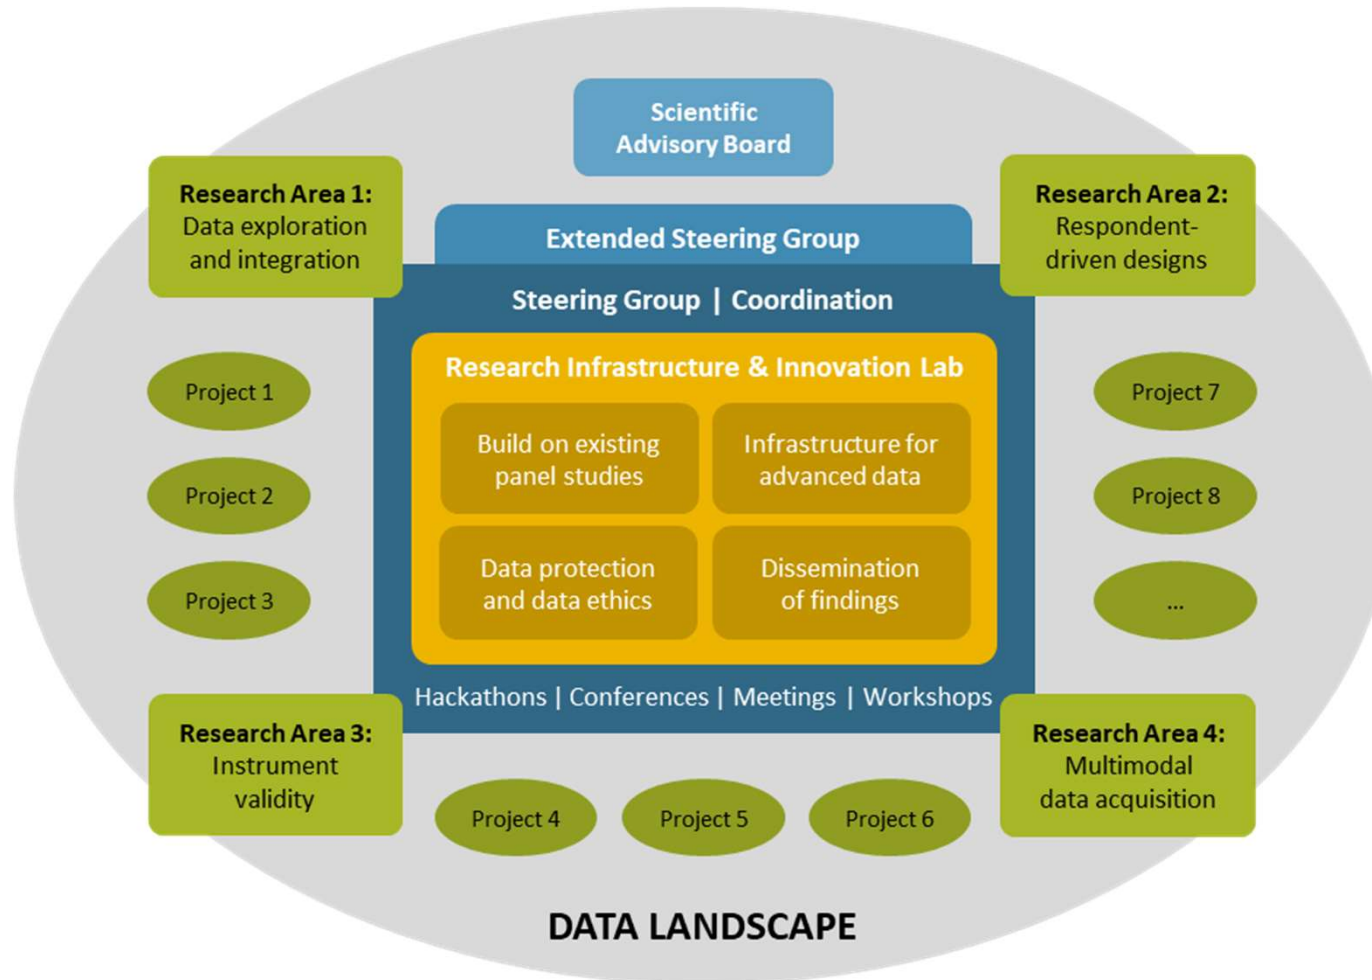 Scientific
Advisory Board
Research Area 1:
Data exploration
and integration
Research Area 2:
Respondent-
driven designs
Extended Steering Group
Steering Group | Coordination
Research Infrastructure & Innovation Lab
Build on existing
panel studies
Infrastructure for
advanced data
Data protection
and data ethics
Dissemination
of findings
Hackathons | Conferences | Meetings | Workshops
Project 1
Project 2
Project 3
Project 7
Project 8
...
Research Area 3:
Instrument
validity
Research Area 4:
Multimodal
data acquisition
Project 4
Project 5
Project 6
DATA LANDSCAPE